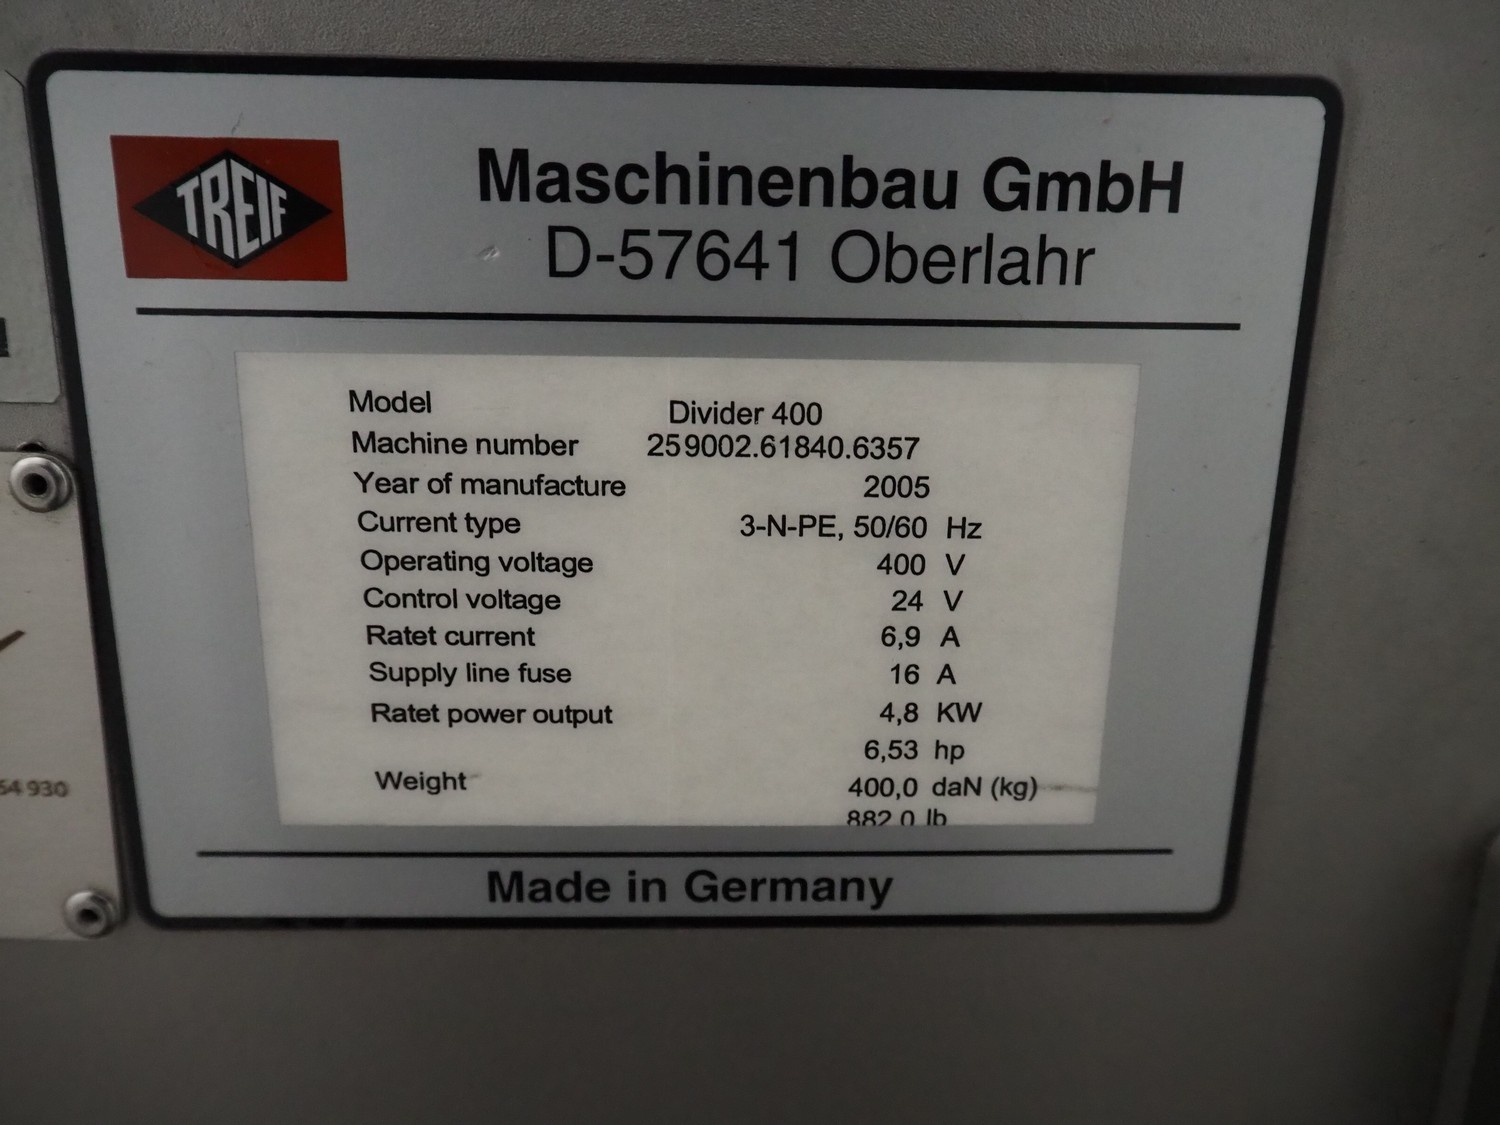 TREIF
Maschinenbau GmbH
D-57641 Oberlahr
Model Divider 400
Machine number 259002.61840.6357
Year of manufacture 2005
Current type 3-N-PE, 50/60 Hz
Operating voltage 400 V
Control voltage 24 V
Ratet current 6,9 A
Supply line fuse 16 A
Ratet power output 4,8 KW
6,53 hp
Weight 400,0 daN (kg)
882,0 lb
Made in Germany
54 930